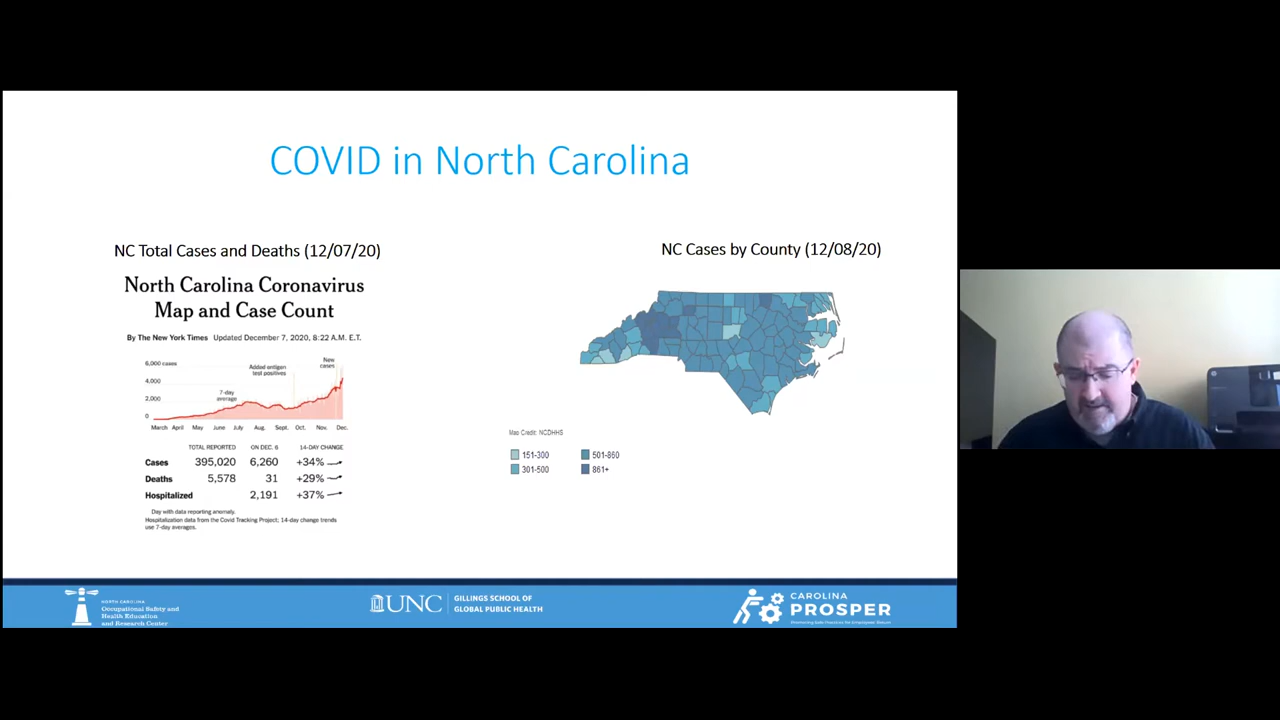 COVID in North Carolina
NC Total Cases and Deaths (12/07/20)
North Carolina Coronavirus
Map and Case Count
By The New York Times Updated December 7, 2020, 8:22 A.M. E.T.
6,000 cases
4,000
2,000
0
Added antigen
test positives
New
cases
7-day
average
March April May June July Aug. Sept. Oct. Nov. Dec.
TOTAL REPORTED ON DEC. 6 14-DAY CHANGE
Cases 395,020 6,260 +34%
Deaths 5,578 31 +29%
Hospitalized 2,191 +37%
Day with data reporting anomaly.
Hospitalization data from the Covid Tracking Project; 14-day change trends
use 7-day averages.
NC Cases by County (12/08/20)
Map Credit: NCDHHS
151-300 501-860
301-500 861+
NORTH CAROLINA
Occupational Safety and
Health Education
and Research Center
UNC
GILLINGS SCHOOL OF
GLOBAL PUBLIC HEALTH
CAROLINA
PROSPER